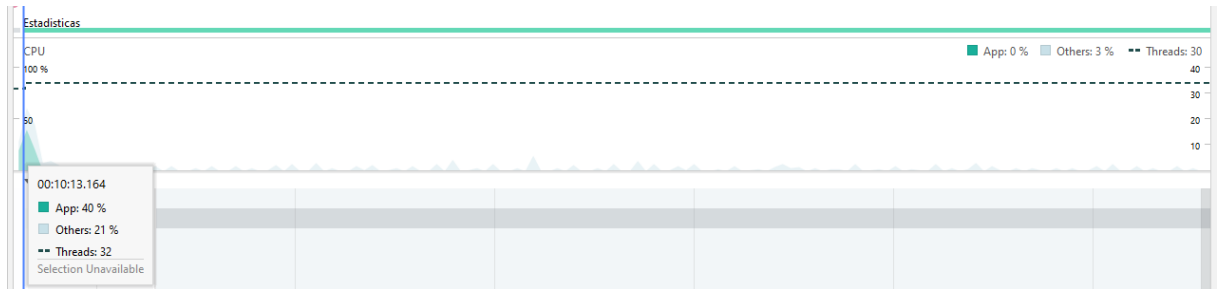 Estadisticas
CPU
App: 0 % Others: 3 % Threads: 30
100 % 40
30
50 20
10
00:10:13.164
App: 40 %
Others: 21 %
Threads: 32
Selection Unavailable